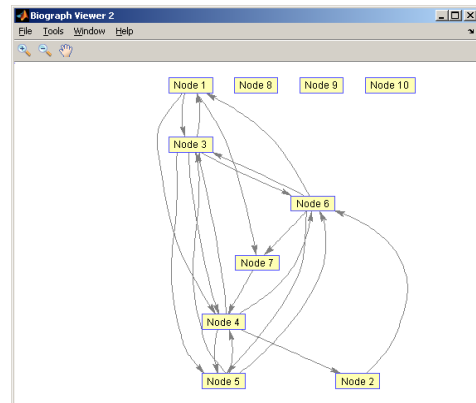 Biograph Viewer 2
File Tools Window Help
Node 1 Node 8 Node 9 Node 10
Node 3
Node 6
Node 7
Node 4
Node 5 Node 2